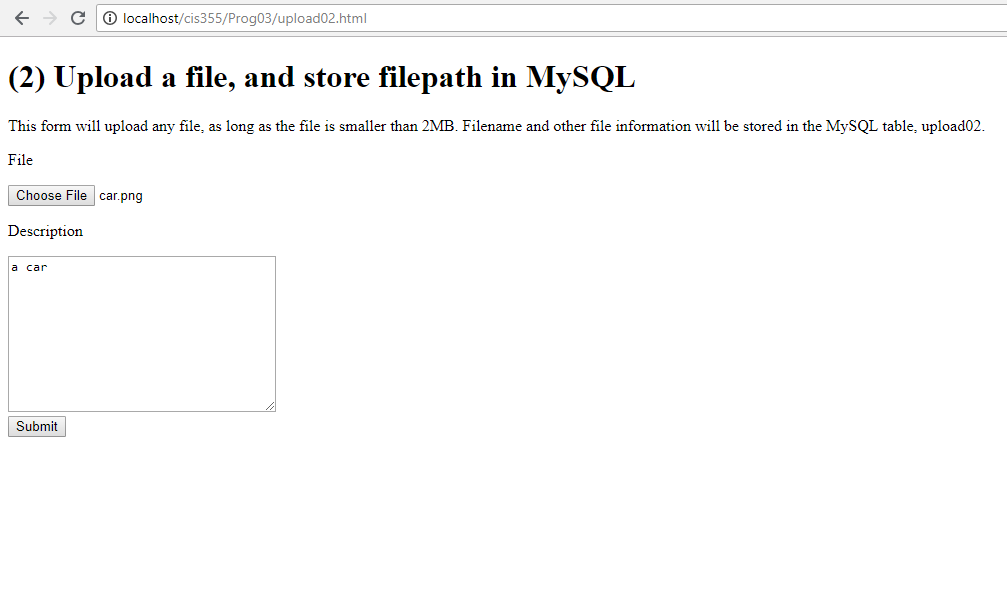 localhost/cis355/Prog03/upload02.html
(2) Upload a file, and store filepath in MySQL
This form will upload any file, as long as the file is smaller than 2MB. Filename and other file information will be stored in the MySQL table, upload02.
File
Choose File car.png
Description
a car
Submit